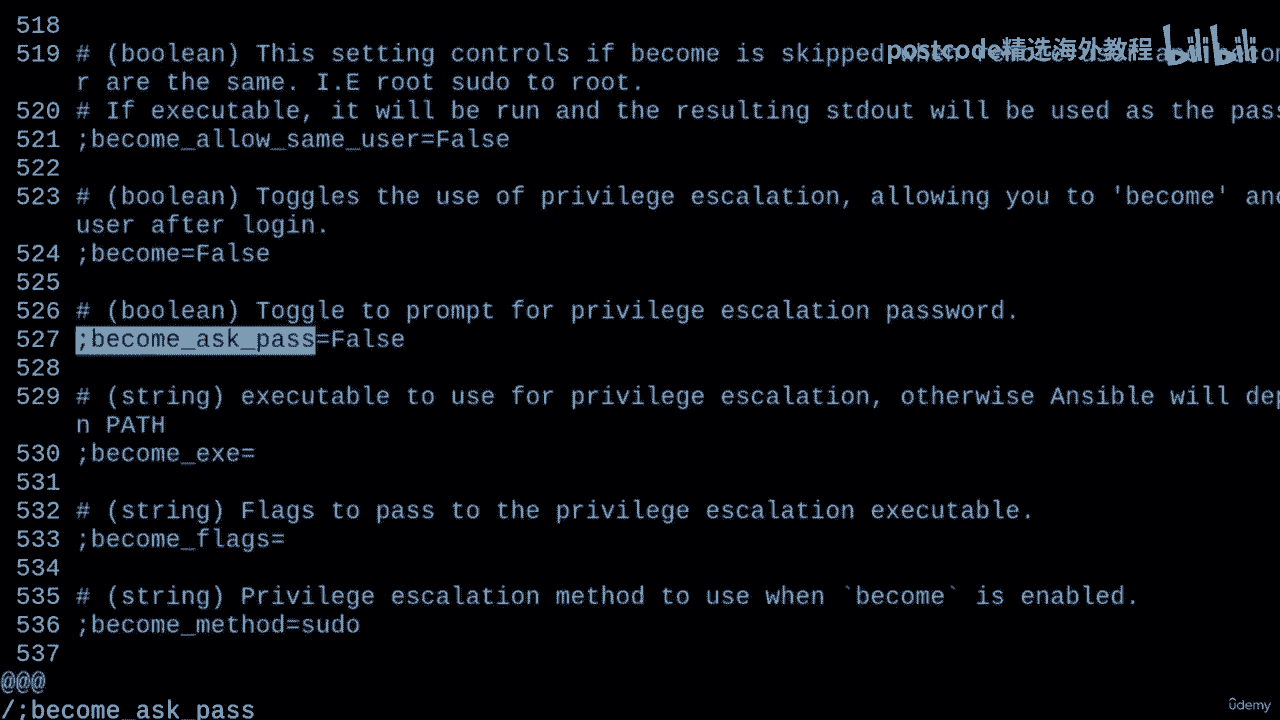 518
519 # (boolean) This setting controls if become is skipped
postcode精选海外教程 bilibili
r are the same. I.E root sudo to root.
520 # If executable, it will be run and the resulting stdout will be used as the pas
521 ;become_allow_same_user=False
522
523 # (boolean) Toggles the use of privilege escalation, allowing you to 'become' an
user after login.
524 ;become=False
525
526 # (boolean) Toggle to prompt for privilege escalation password.
527 ;become_ask_pass=False
528
529 # (string) executable to use for privilege escalation, otherwise Ansible will de
n PATH
530 ;become_exe=
531
532 # (string) Flags to pass to the privilege escalation executable.
533 ;become_flags=
534
535 # (string) Privilege escalation method to use when `become` is enabled.
536 ;become_method=sudo
537
@@@
/;become_ask_pass
ûdemy